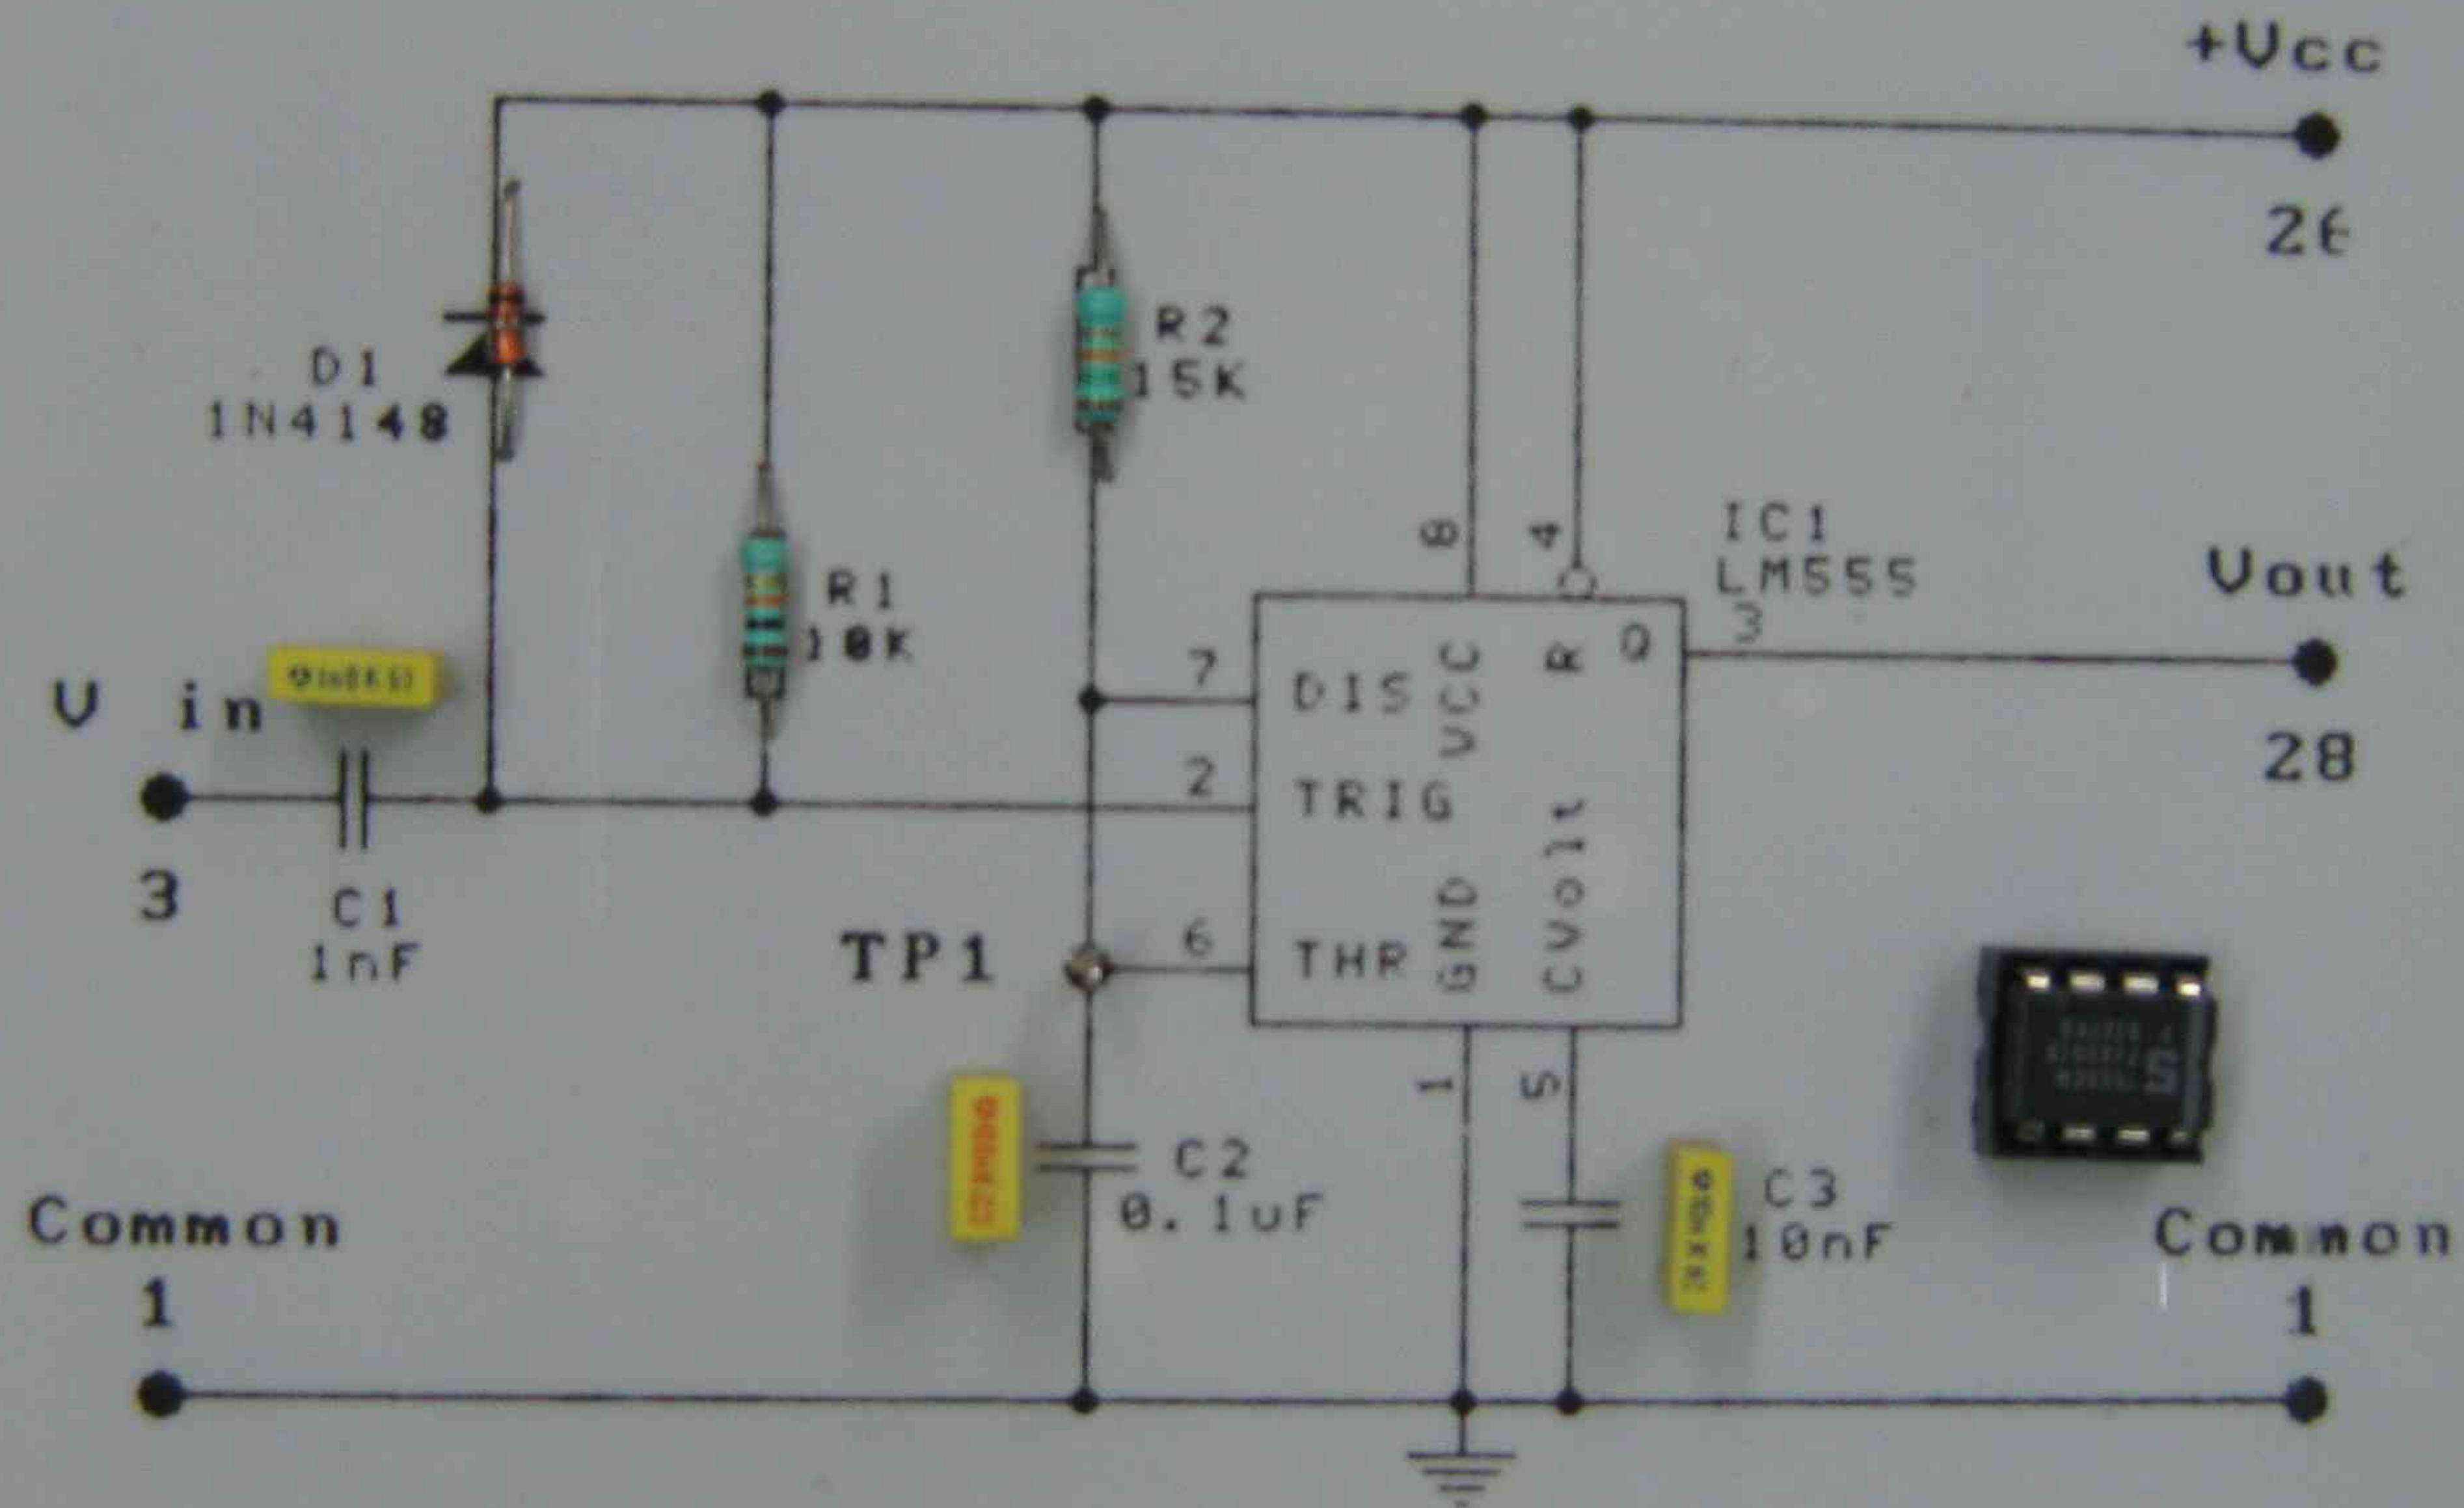 +Vcc
26
D1
1N4148
R2
15K
R1
10K
8
4
IC1
LM555
3
Vout
28
V in
3
C1
1nF
7
2
6
DIS
TRIG
THR
VCC
R
Q
GND
CVolt
TP1
1
5
C2
0.1uF
C3
10nF
Common
1
Common
1